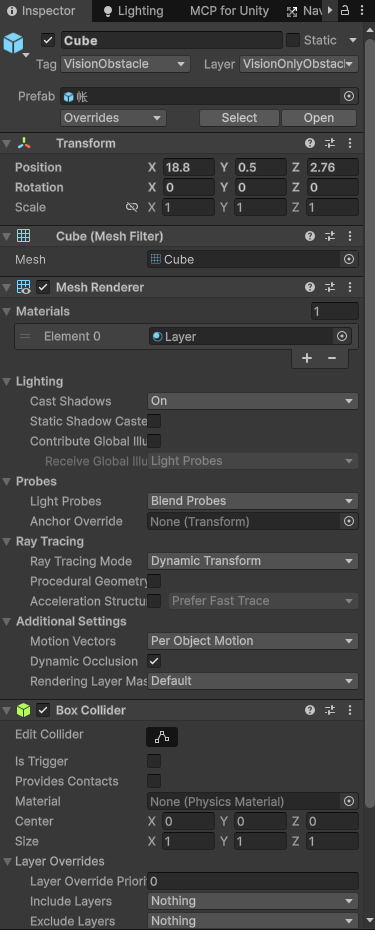 Inspector Lighting MCP for Unity Nav
Cube Static
Tag VisionObstacle Layer VisionOnlyObstacl
Prefab 帐
Overrides Select Open
Transform
Position X 18.8 Y 0.5 Z 2.76
Rotation X 0 Y 0 Z 0
Scale X 1 Y 1 Z 1
Cube (Mesh Filter)
Mesh Cube
Mesh Renderer
Materials 1
Element 0 Layer
+ −
Lighting
Cast Shadows On
Static Shadow Caste
Contribute Global Illu
Receive Global Illu Light Probes
Probes
Light Probes Blend Probes
Anchor Override None (Transform)
Ray Tracing
Ray Tracing Mode Dynamic Transform
Procedural Geometry
Acceleration Structu Prefer Fast Trace
Additional Settings
Motion Vectors Per Object Motion
Dynamic Occlusion
Rendering Layer Mas Default
Box Collider
Edit Collider
Is Trigger
Provides Contacts
Material None (Physics Material)
Center X 0 Y 0 Z 0
Size X 1 Y 1 Z 1
Layer Overrides
Layer Override Priori 0
Include Layers Nothing
Exclude Layers Nothing